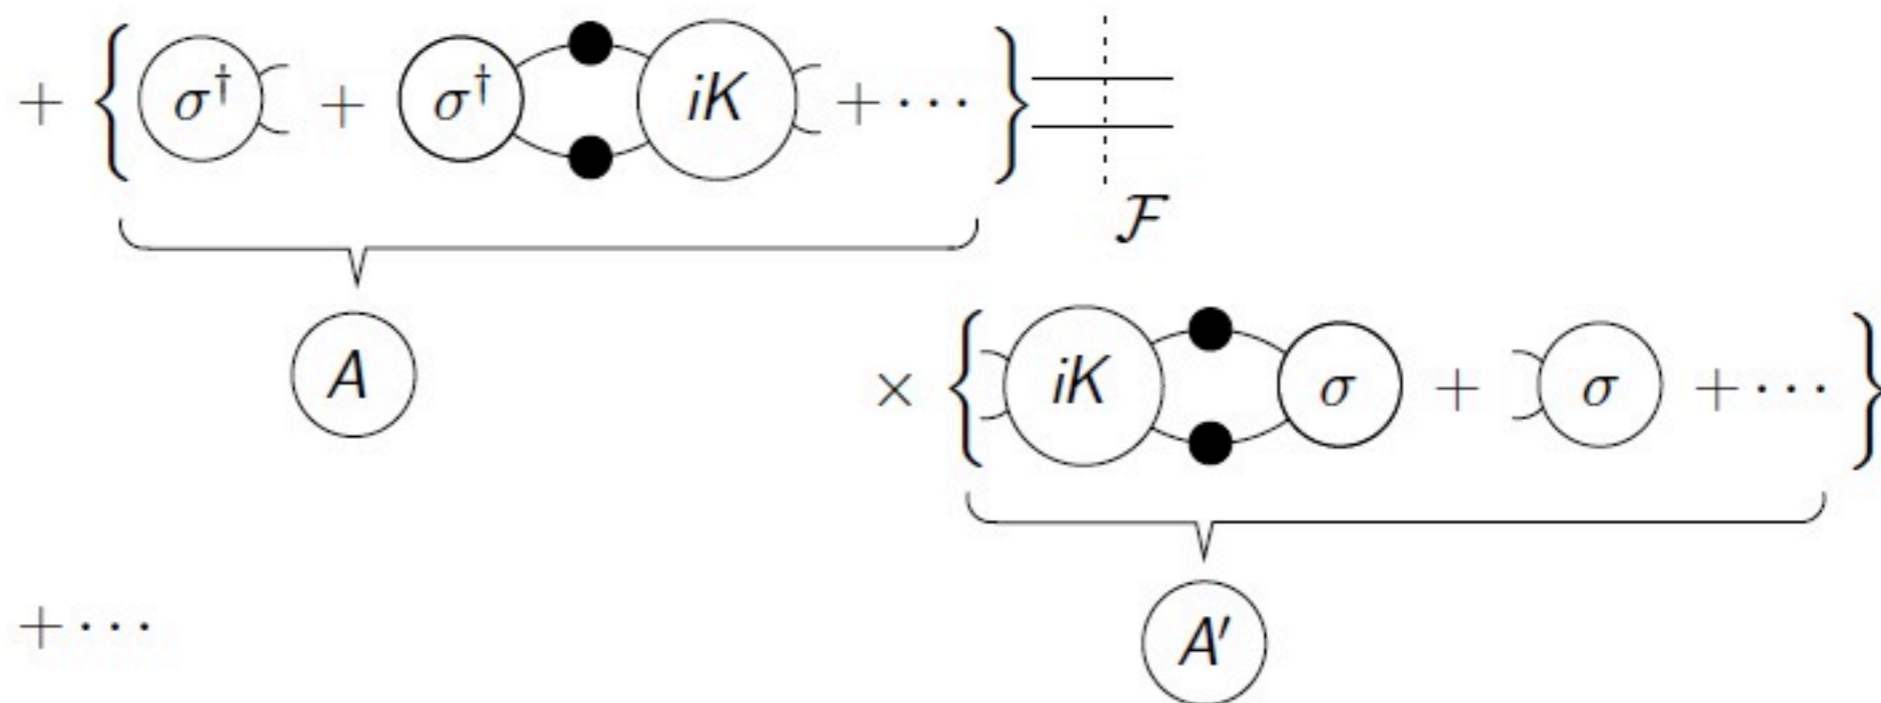 + { σ† + σ† iK + ··· }
F
A
× { iK σ + σ + ··· }
A′
+ ···